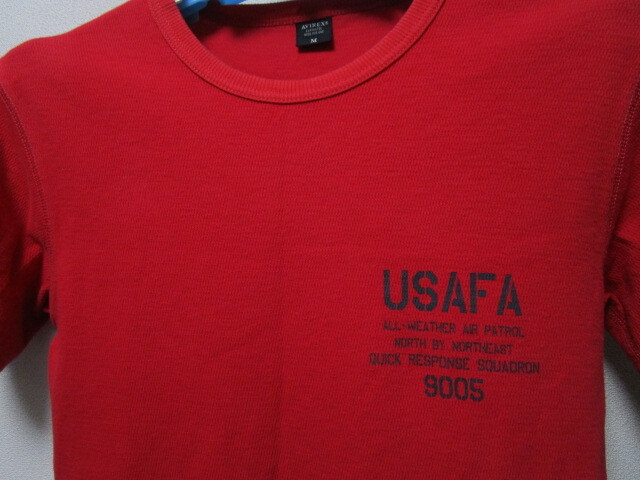 AVIREX
M
USAFA
ALL-WEATHER AIR PATROL
NORTH BY NORTHEAST
QUICK RESPONSE SQUADRON
9005